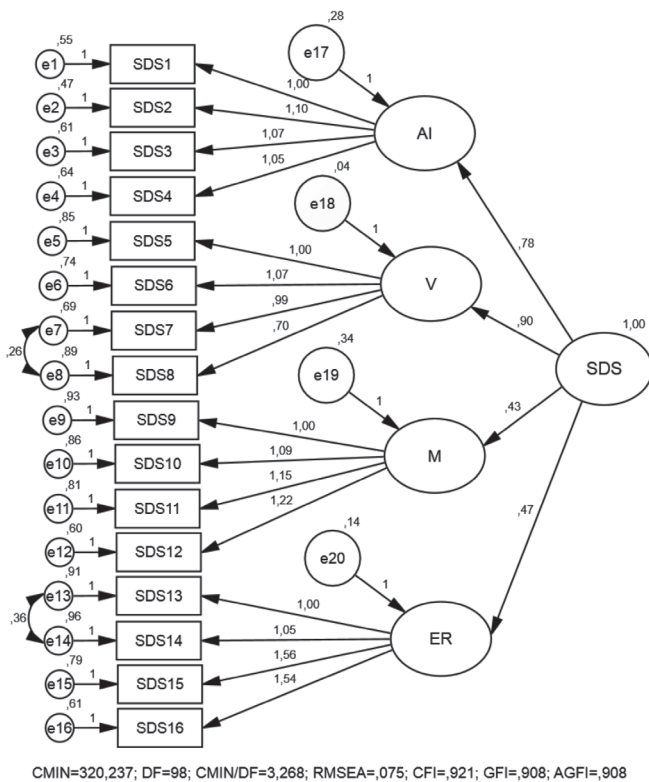 ,55 e1 1 SDS1
,47 e2 1 SDS2
,61 e3 1 SDS3
,64 e4 1 SDS4
,85 e5 1 SDS5
,74 e6 1 SDS6
,69 e7 1 SDS7
,26
,89 e8 1 SDS8
,93 e9 1 SDS9
,86 e10 1 SDS10
,81 e11 1 SDS11
,60 e12 1 SDS12
,91 e13 1 SDS13
,36
,96 e14 1 SDS14
,79 e15 1 SDS15
,61 e16 1 SDS16
,28
e17
1
1,00
1,10
1,07
1,05
AI
,04
e18
1
1,00
1,07
,99
,70
V
,34
e19
1
1,00
1,09
1,15
1,22
M
,14
e20
1
1,00
1,05
1,56
1,54
ER
,78
,90
,43
,47
1,00
SDS
CMIN=320,237; DF=98; CMIN/DF=3,268; RMSEA=,075; CFI=,921; GFI=,908; AGFI=,908